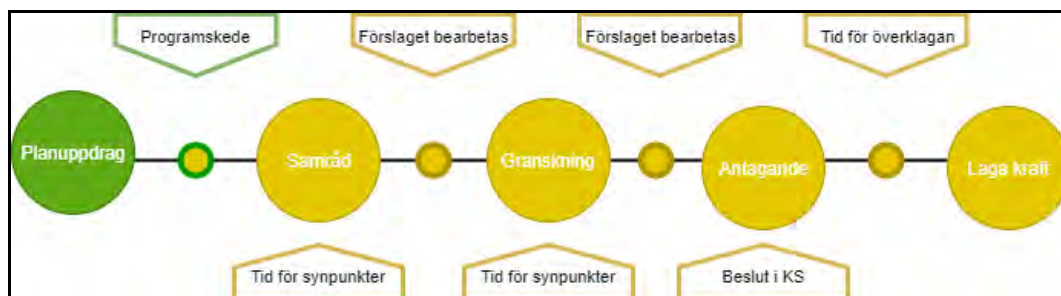 Programskede
Förslaget bearbetas
Förslaget bearbetas
Tid för överklagan
Planuppdrag
Samråd
Granskning
Antagande
Laga kraft
Tid för synpunkter
Tid för synpunkter
Beslut i KS